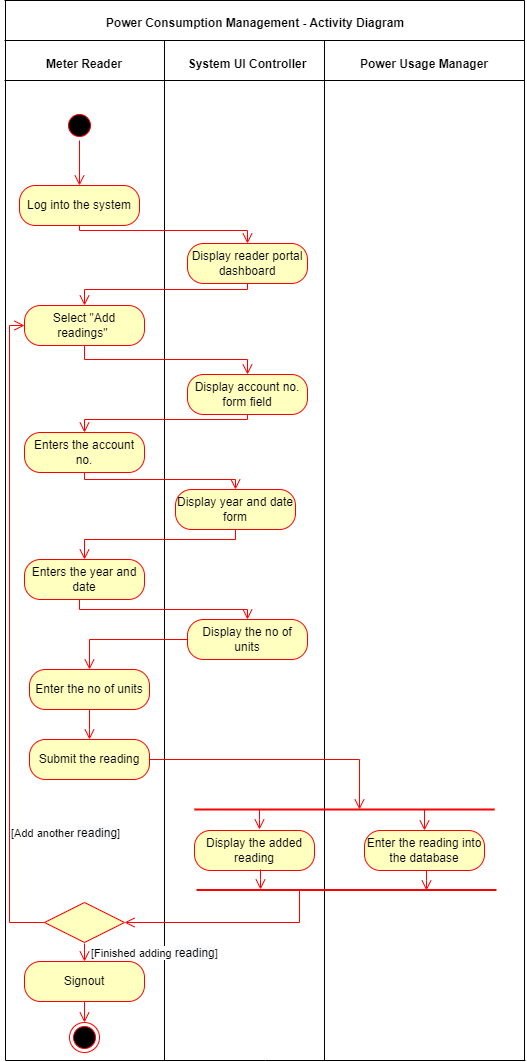 Power Consumption Management - Activity Diagram
Meter Reader
System UI Controller
Power Usage Manager
Log into the system
Display reader portal
dashboard
Select "Add
readings"
Display account no.
form field
Enters the account
no.
Display year and date
form
Enters the year and
date
Display the no of
units
Enter the no of units
Submit the reading
[Add another reading]
Display the added
reading
Enter the reading into
the database
[Finished adding reading]
Signout